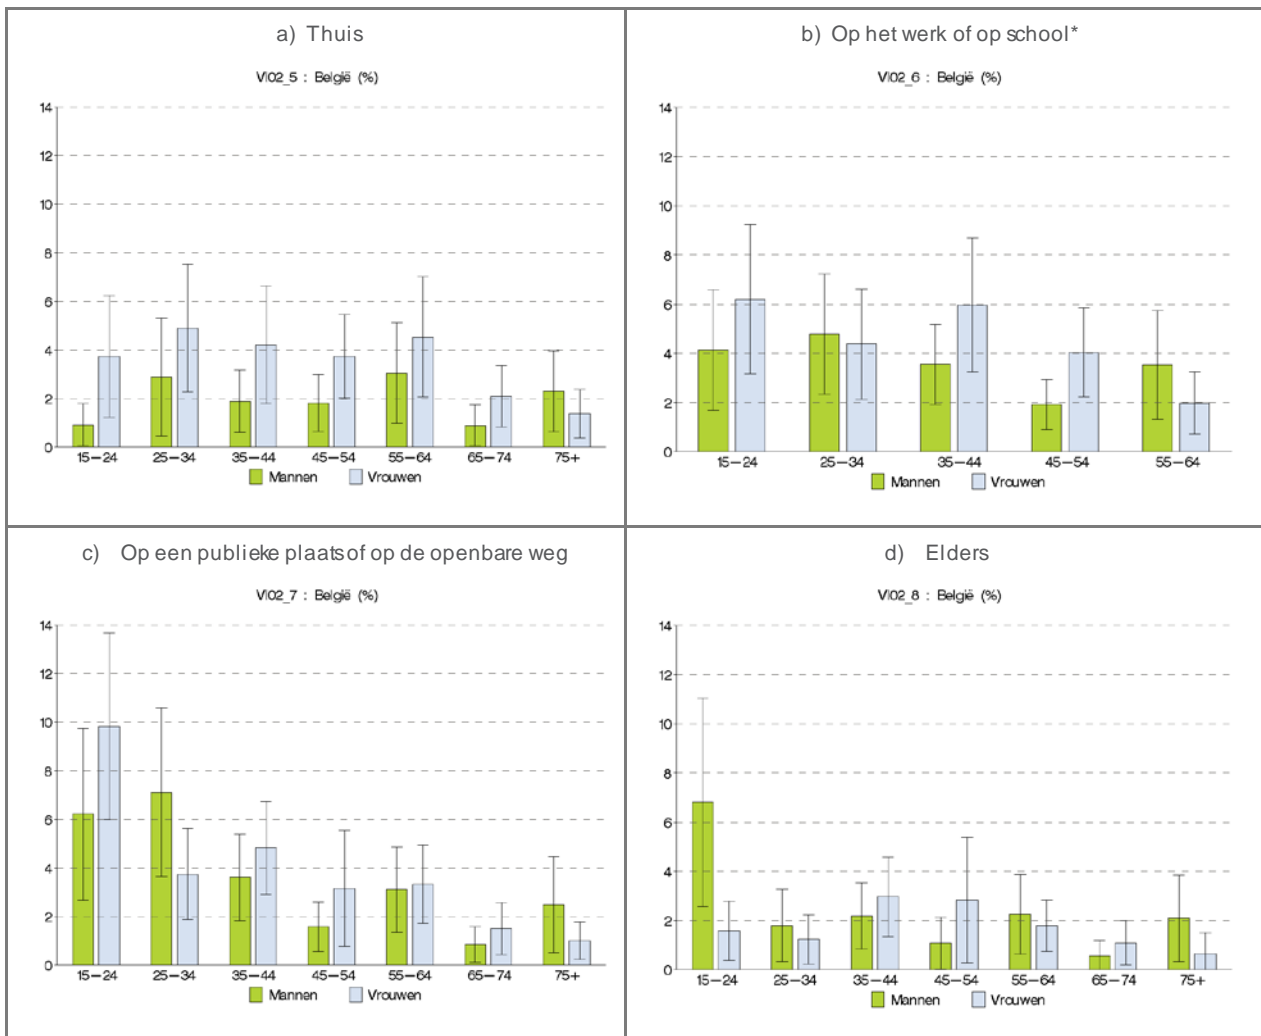 a) Thuis
VI02_5 : België (%)
14
12
10
8
6
4
2
0
15-24 25-34 35-44 45-54 55-64 65-74 75+
Mannen Vrouwen
b) Op het werk of op school*
VI02_6 : België (%)
14
12
10
8
6
4
2
0
15-24 25-34 35-44 45-54 55-64
Mannen Vrouwen
c) Op een publieke plaats of op de openbare weg
VI02_7 : België (%)
14
12
10
8
6
4
2
0
15-24 25-34 35-44 45-54 55-64 65-74 75+
Mannen Vrouwen
d) Elders
VI02_8 : België (%)
14
12
10
8
6
4
2
0
15-24 25-34 35-44 45-54 55-64 65-74 75+
Mannen Vrouwen